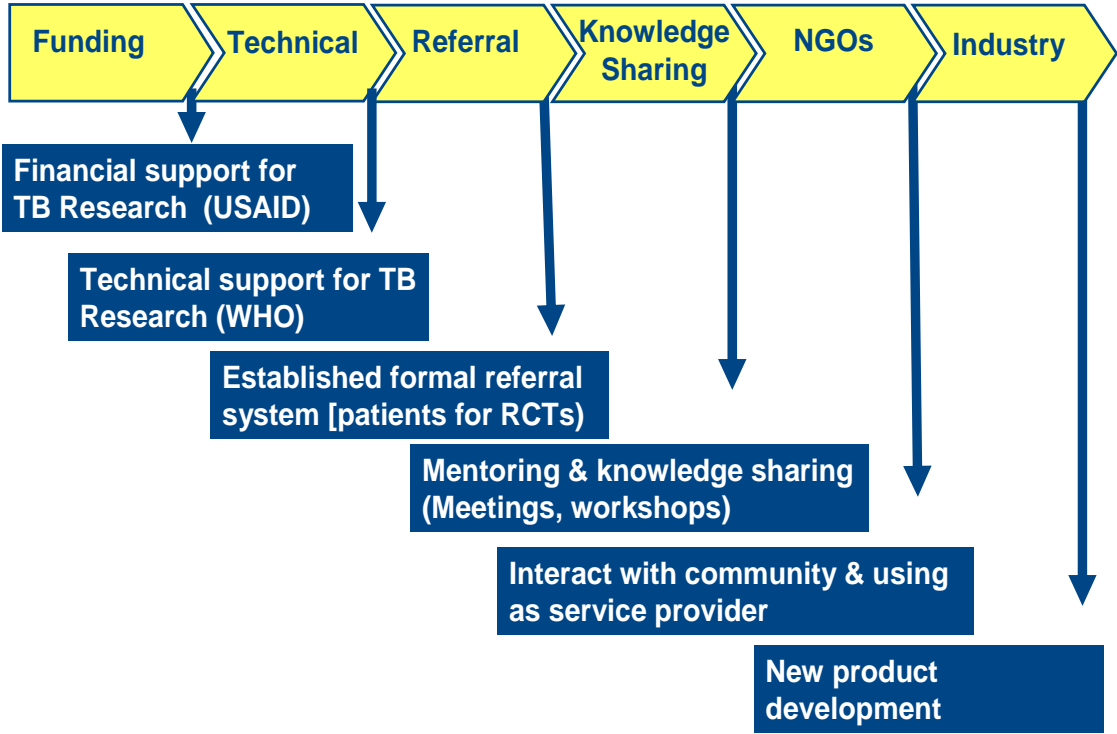 Funding
Technical
Referral
Knowledge
Sharing
NGOs
Industry
Financial support for
TB Research (USAID)
Technical support for TB
Research (WHO)
Established formal referral
system [patients for RCTs)
Mentoring & knowledge sharing
(Meetings, workshops)
Interact with community & using
as service provider
New product
development